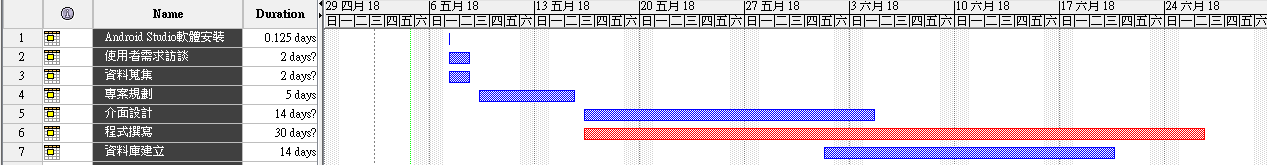 Name Duration
29 四月 18 6 五月 18 13 五月 18 20 五月 18 27 五月 18 3 六月 18 10 六月 18 17 六月 18 24 六月 18
日一二三四五六日一二三四五六日一二三四五六日一二三四五六日一二三四五六日一二三四五六日一二三四五六日一二三四五六日一二三四五六
1 Android Studio軟體安裝 0.125 days
2 使用者需求訪談 2 days?
3 資料蒐集 2 days?
4 專案規劃 5 days
5 介面設計 14 days?
6 程式撰寫 30 days?
7 資料庫建立 14 days